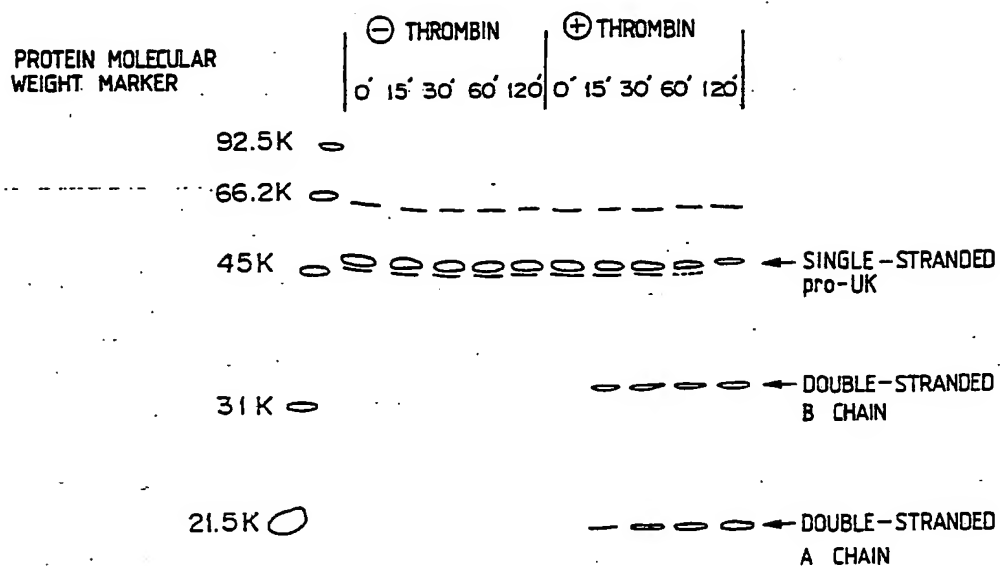 ⊖ THROMBIN ⊕ THROMBIN
PROTEIN MOLECULAR
WEIGHT MARKER
0′ 15′ 30′ 60′ 120′ 0′ 15′ 30′ 60′ 120′
92.5K
66.2K
45K
SINGLE-STRANDED
pro-UK
DOUBLE-STRANDED
B CHAIN
31K
21.5K
DOUBLE-STRANDED
A CHAIN